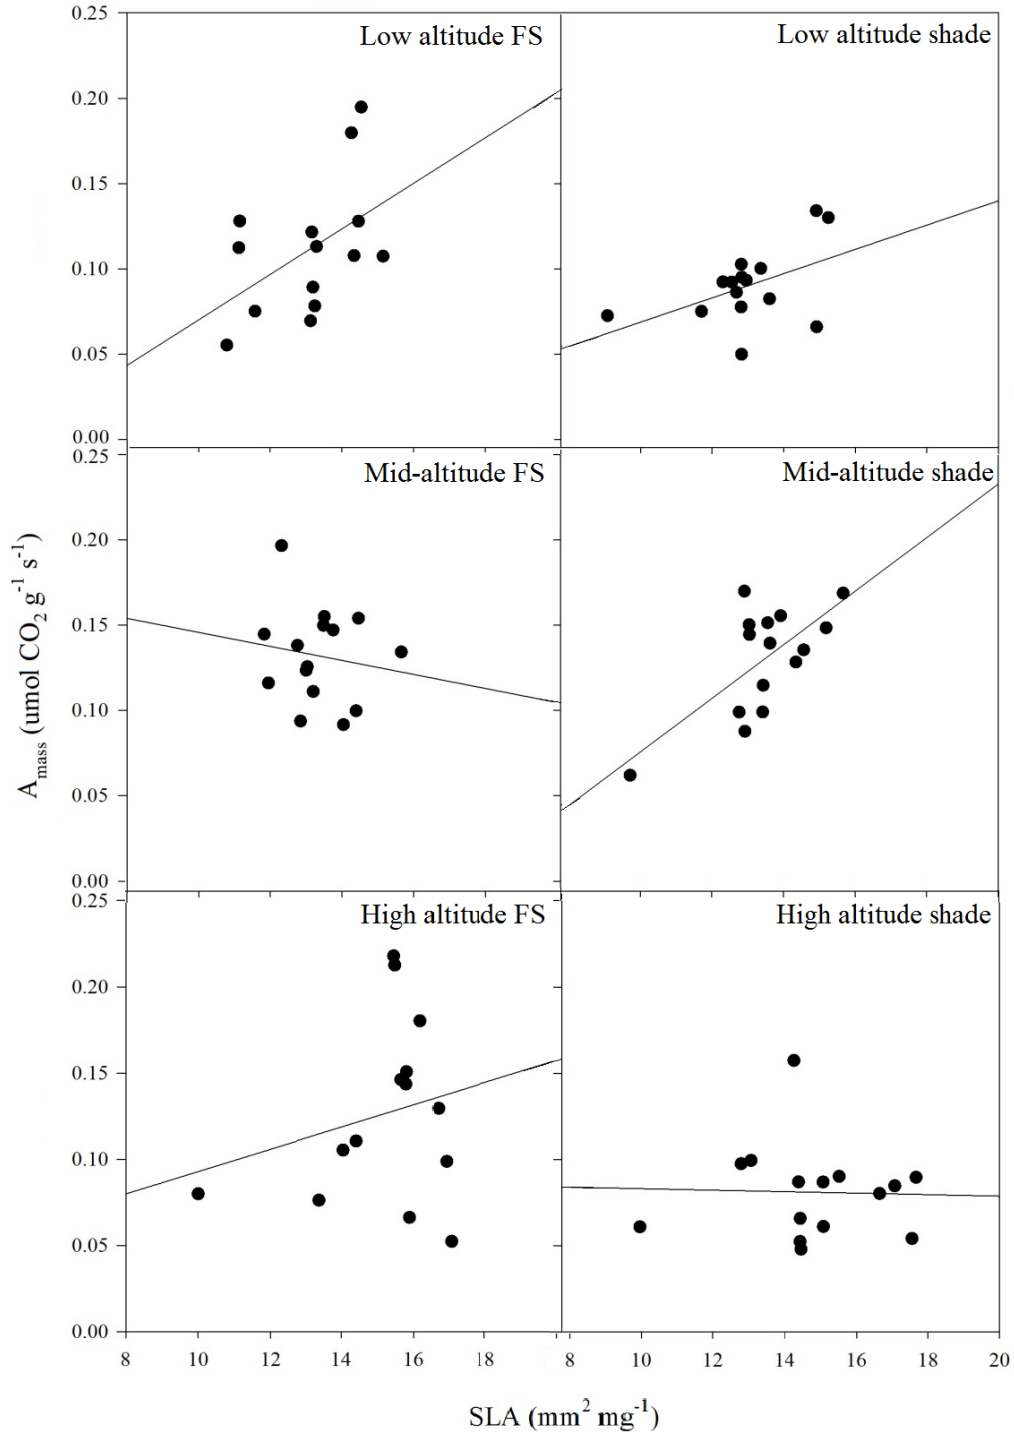 0.25
Low altitude FS
Low altitude shade
0.20
0.15
0.10
0.05
0.00
0.25
Mid-altitude FS
Mid-altitude shade
0.20
0.15
0.10
0.05
0.00
A_mass (umol CO₂ g⁻¹ s⁻¹)
0.25
High altitude FS
High altitude shade
0.20
0.15
0.10
0.05
0.00
8 10 12 14 16 18 8 10 12 14 16 18 20
SLA (mm² mg⁻¹)